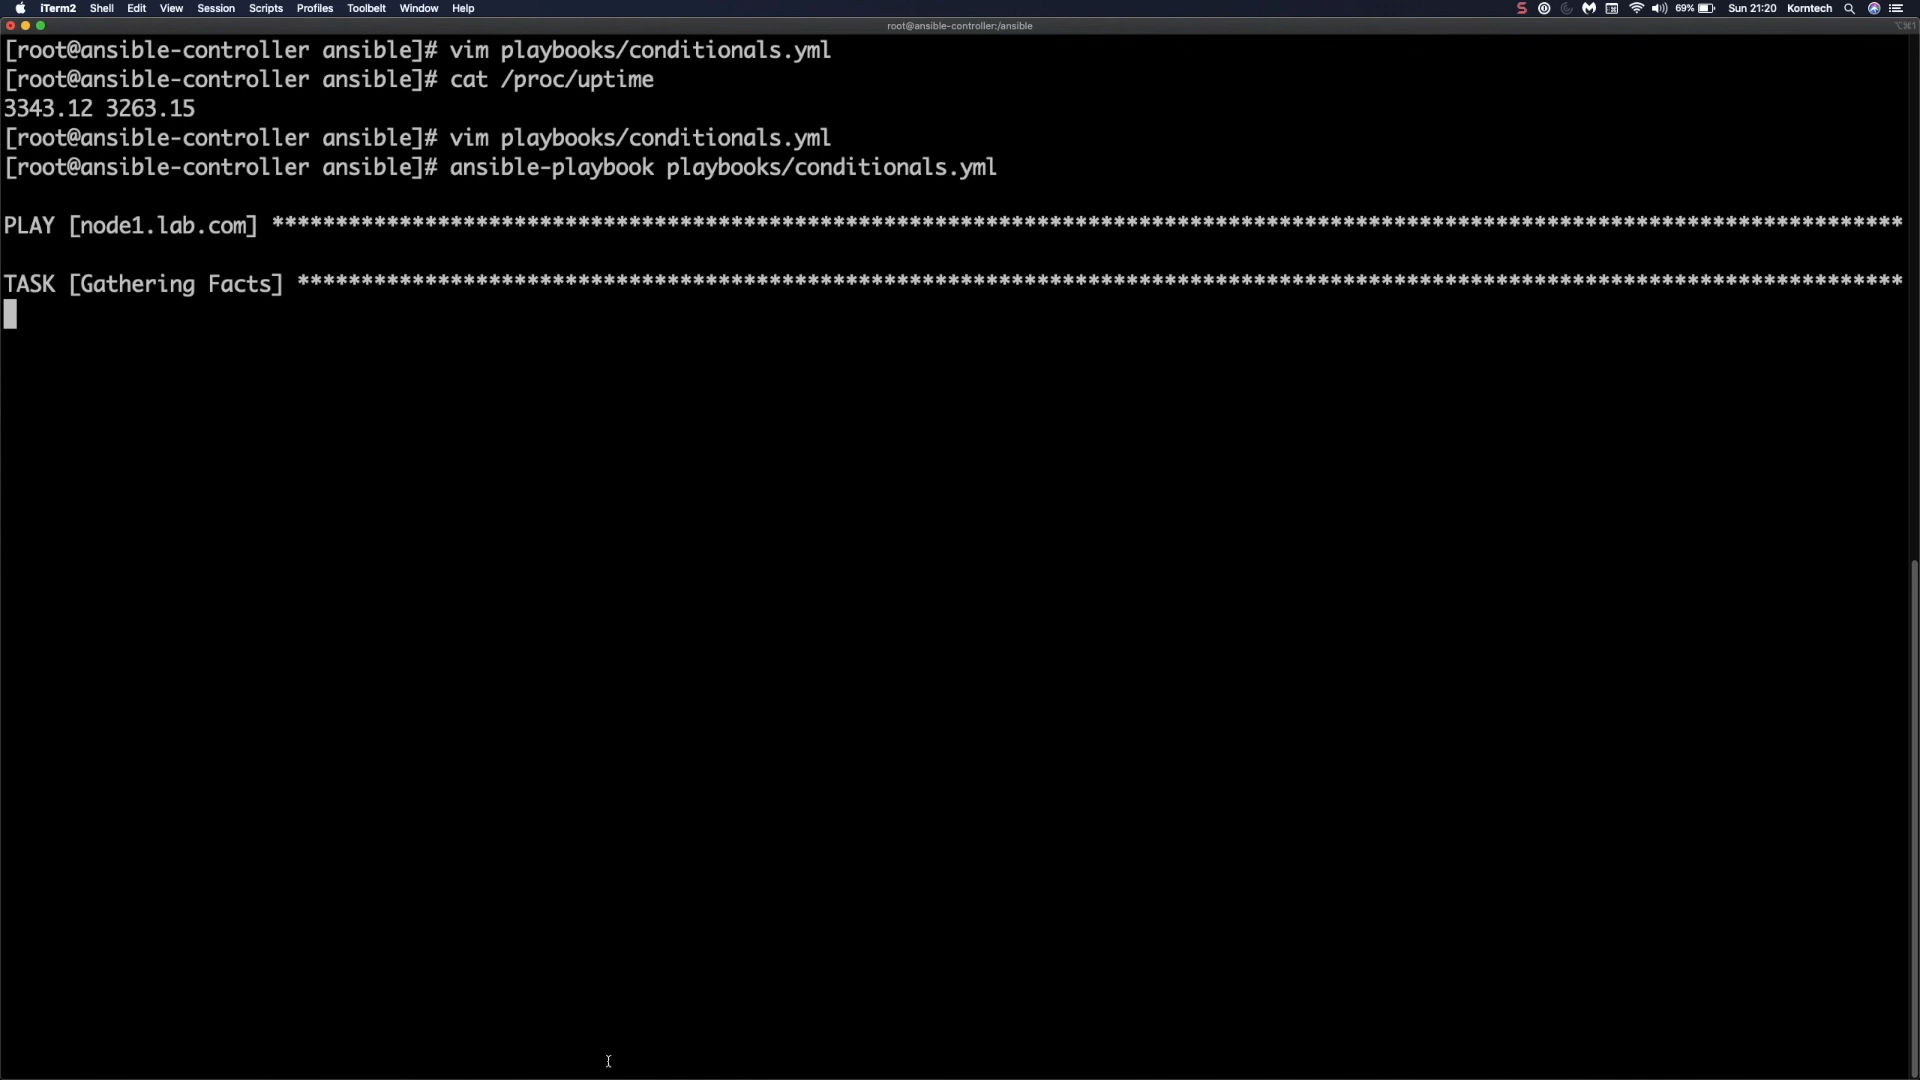 iTerm2 Shell Edit View Session Scripts Profiles Toolbelt Window Help 69% Sun 21:20 Korntech
root@ansible-controller:/ansible
[root@ansible-controller ansible]# vim playbooks/conditionals.yml
[root@ansible-controller ansible]# cat /proc/uptime
3343.12 3263.15
[root@ansible-controller ansible]# vim playbooks/conditionals.yml
[root@ansible-controller ansible]# ansible-playbook playbooks/conditionals.yml
PLAY [node1.lab.com] ********************************************************************************************************************************
TASK [Gathering Facts] ******************************************************************************************************************************